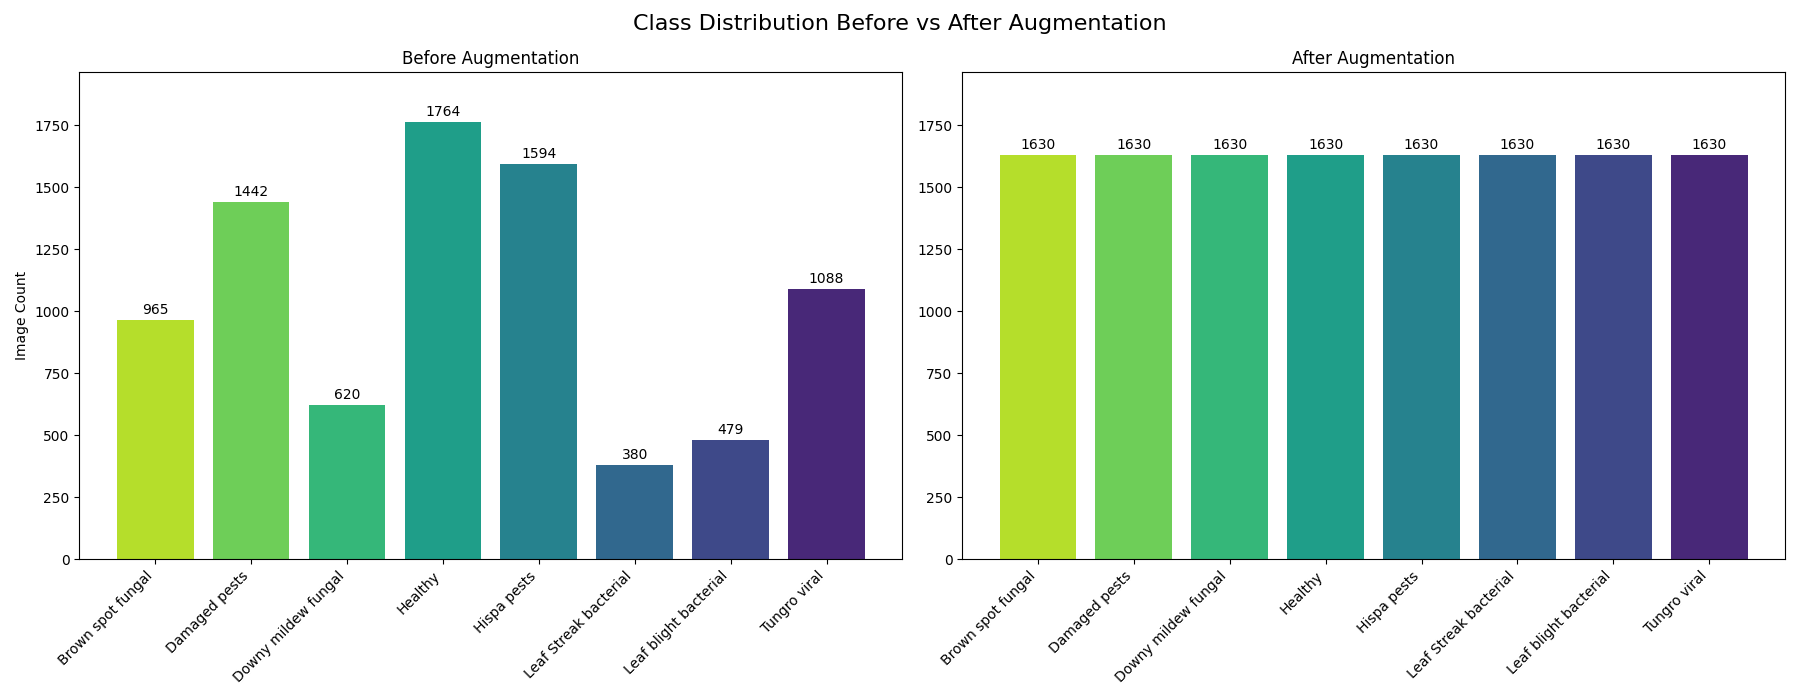 Class Distribution Before vs After Augmentation
Before Augmentation
Image Count
1750
1500
1250
1000
750
500
250
0
965
1442
620
1764
1594
380
479
1088
Brown spot fungal
Damaged pests
Downy mildew fungal
Healthy
Hispa pests
Leaf Streak bacterial
Leaf blight bacterial
Tungro viral
After Augmentation
1750
1500
1250
1000
750
500
250
0
1630
1630
1630
1630
1630
1630
1630
1630
Brown spot fungal
Damaged pests
Downy mildew fungal
Healthy
Hispa pests
Leaf Streak bacterial
Leaf blight bacterial
Tungro viral